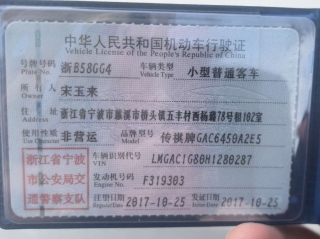 中华人民共和国机动车行驶证
Vehicle License of the People's Republic of China
号牌号码 浙B58GG4 车辆类型 小型普通客车
Plate No. Vehicle Type
所有人 宋玉来
住址 浙江省宁波市慈溪市桥头镇五丰村西杨路78号租102室
使用性质 非营运 品牌型号 传祺牌GAC6450A2E5
Use Character Model
浙江省宁
波市公安局交
通警察支队
车辆识别代号 LMGAC1G80H1280287
VIN
发动机号码 F319303
Engine No.
注册日期 2017-10-25 发证日期 2017-10-25
Register Date Issue Date